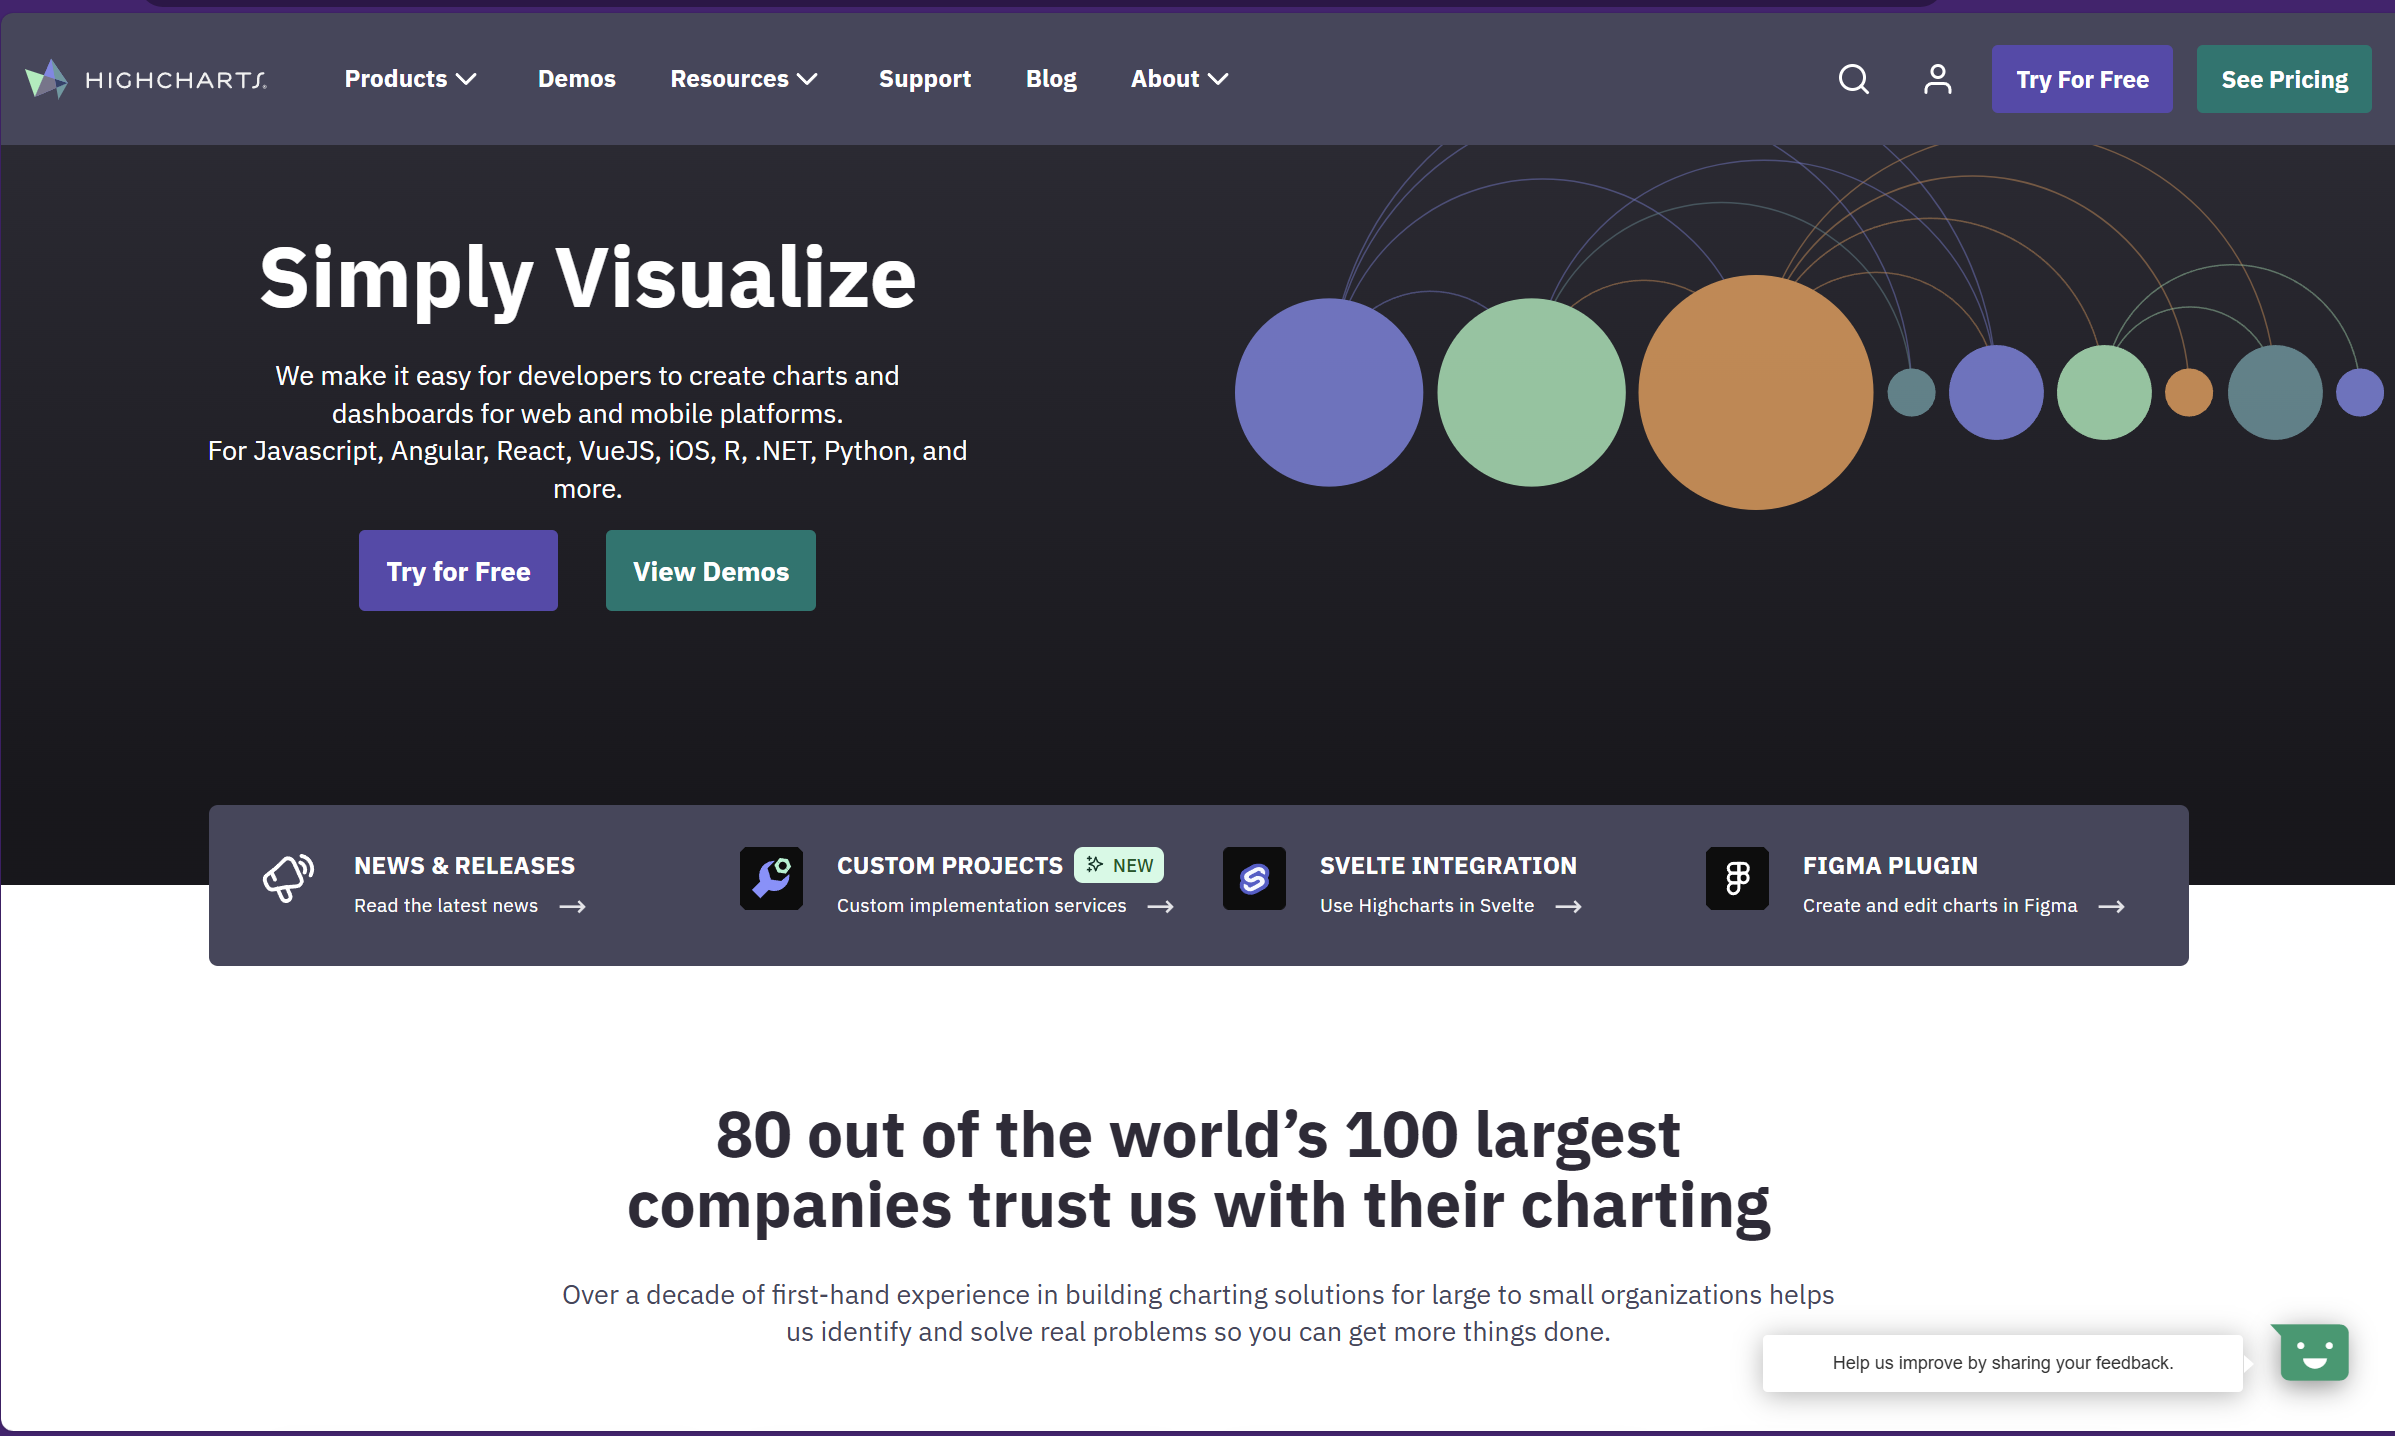 HIGHCHARTS
Products
Demos
Resources
Support
Blog
About
Try For Free
See Pricing
Simply Visualize
We make it easy for developers to create charts and
dashboards for web and mobile platforms.
For Javascript, Angular, React, VueJS, iOS, R, .NET, Python, and
more.
Try for Free
View Demos
NEWS & RELEASES
Read the latest news
CUSTOM PROJECTS NEW
Custom implementation services
SVELTE INTEGRATION
Use Highcharts in Svelte
FIGMA PLUGIN
Create and edit charts in Figma
80 out of the world’s 100 largest
companies trust us with their charting
Over a decade of first-hand experience in building charting solutions for large to small organizations helps
us identify and solve real problems so you can get more things done.
Help us improve by sharing your feedback.